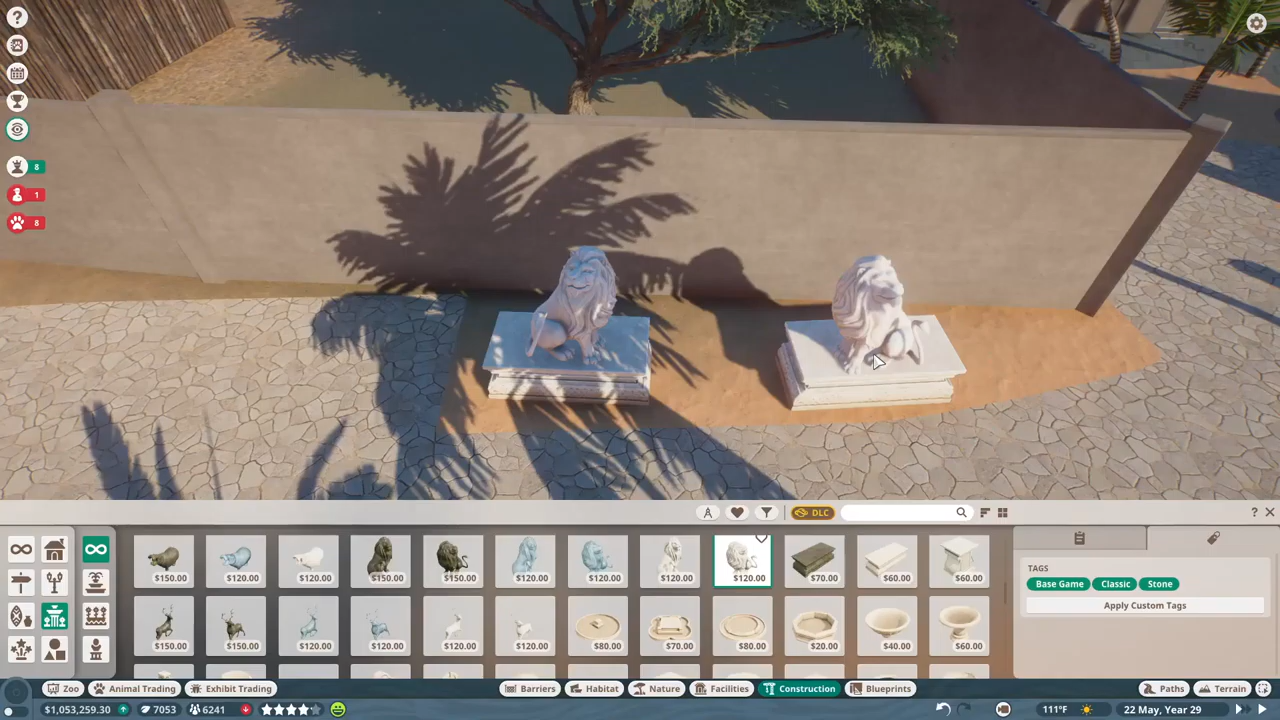 ?
8
1
8
DLC
? ×
$150.00 $120.00 $120.00 $150.00 $150.00 $120.00 $120.00 $120.00 $120.00 $70.00 $60.00 $60.00
$150.00 $150.00 $120.00 $120.00 $120.00 $120.00 $80.00 $70.00 $80.00 $20.00 $40.00 $60.00
TAGS
Base Game Classic Stone
Apply Custom Tags
Zoo Animal Trading Exhibit Trading Barriers Habitat Nature Facilities Construction Blueprints Paths Terrain
$1,053,259.30 7053 6241 111°F 22 May, Year 29